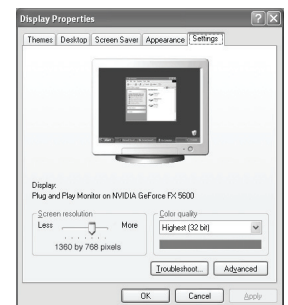 Display Properties
Themes Desktop Screen Saver Appearance Settings
Display:
Plug and Play Monitor on NVIDIA GeForce FX 5600
Screen resolution
Less More
1360 by 768 pixels
Color quality
Highest (32 bit)
Troubleshoot... Advanced
OK Cancel Apply